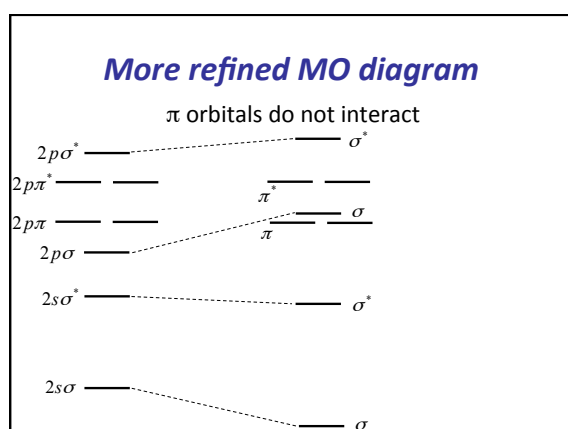 More refined MO diagram
π orbitals do not interact
2pσ*
σ*
2pπ*
π*
2pπ
σ
π
2pσ
2sσ*
σ*
2sσ
σ